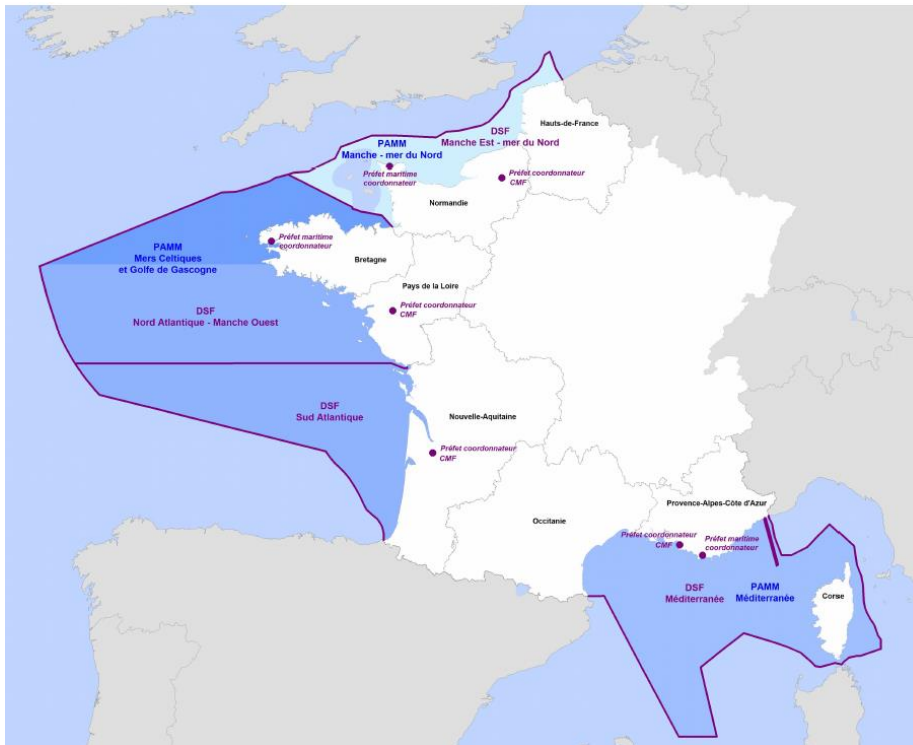 Hauts-de-France
DSF
Manche Est - mer du Nord
PAMM
Manche - mer du Nord
Préfet maritime
coordonnateur
Préfet coordonnateur
CMF
Normandie
Préfet maritime
coordonnateur
Bretagne
PAMM
Mers Celtiques
et Golfe de Gascogne
Pays de la Loire
Préfet coordonnateur
CMF
DSF
Nord Atlantique - Manche Ouest
DSF
Sud Atlantique
Nouvelle-Aquitaine
Préfet coordonnateur
CMF
Provence-Alpes-Côte d'Azur
Occitanie
Préfet coordonnateur
CMF
Préfet maritime
coordonnateur
DSF
Méditerranée
PAMM
Méditerranée
Corse